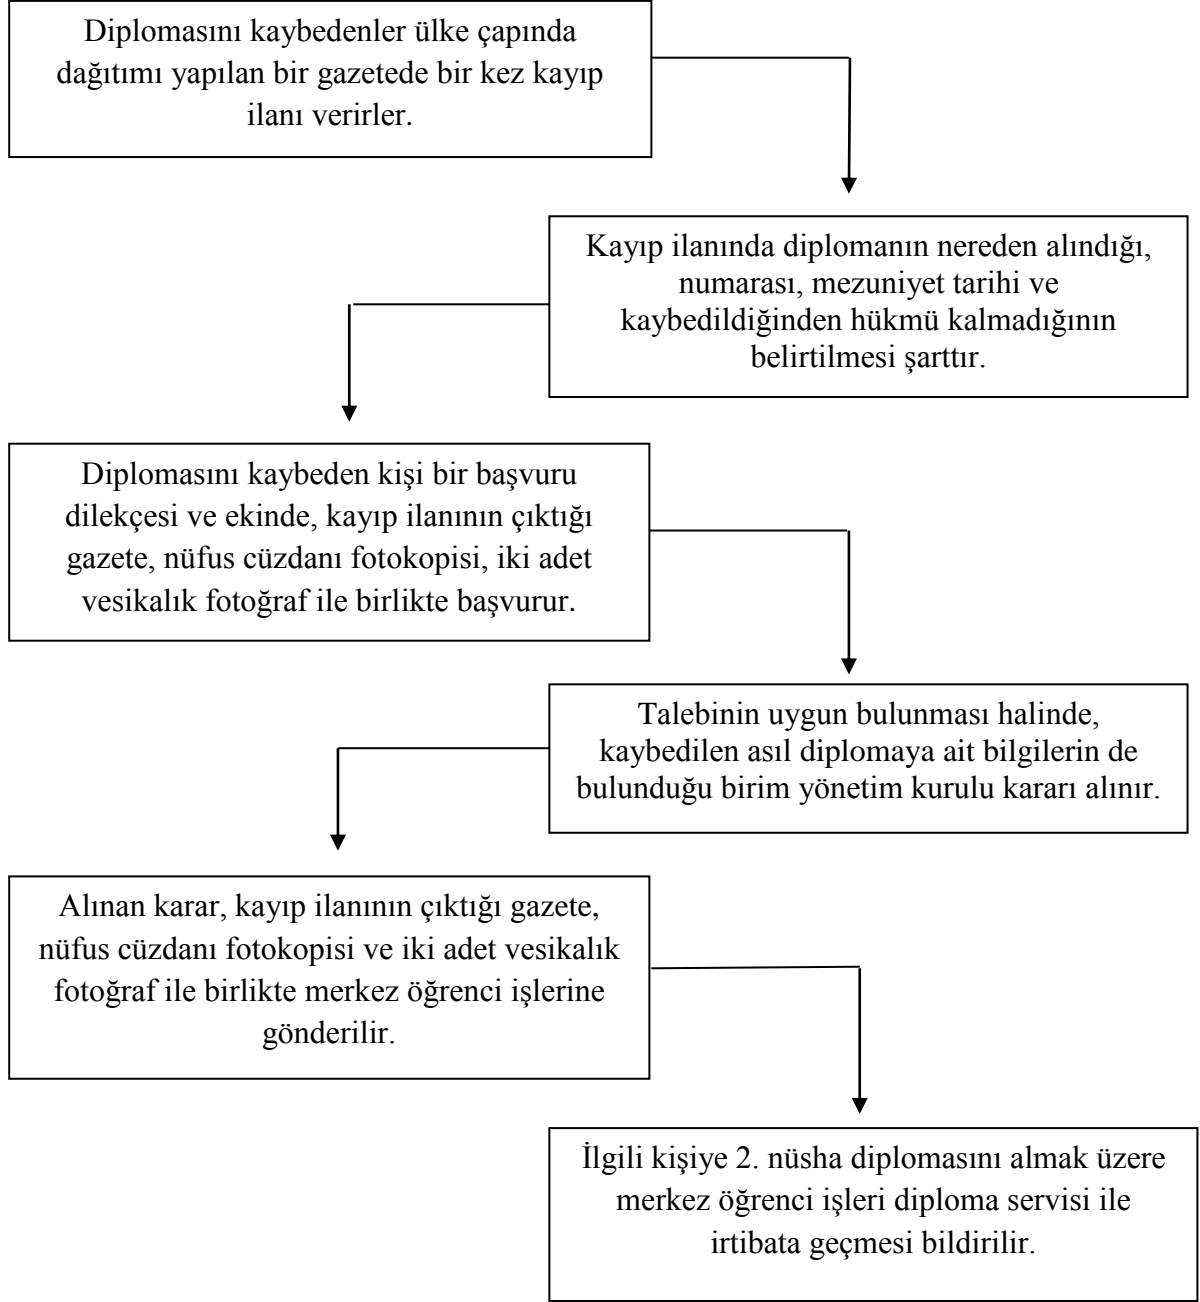 Diplomasını kaybedenler ülke çapında
dağıtımı yapılan bir gazetede bir kez kayıp
ilanı verirler.
Kayıp ilanında diplomanın nereden alındığı,
numarası, mezuniyet tarihi ve
kaybedildiğinden hükmü kalmadığının
belirtilmesi şarttır.
Diplomasını kaybeden kişi bir başvuru
dilekçesi ve ekinde, kayıp ilanının çıktığı
gazete, nüfus cüzdanı fotokopisi, iki adet
vesikalık fotoğraf ile birlikte başvurur.
Talebinin uygun bulunması halinde,
kaybedilen asıl diplomaya ait bilgilerin de
bulunduğu birim yönetim kurulu kararı alınır.
Alınan karar, kayıp ilanının çıktığı gazete,
nüfus cüzdanı fotokopisi ve iki adet vesikalık
fotoğraf ile birlikte merkez öğrenci işlerine
gönderilir.
İlgili kişiye 2. nüsha diplomasını almak üzere
merkez öğrenci işleri diploma servisi ile
irtibata geçmesi bildirilir.